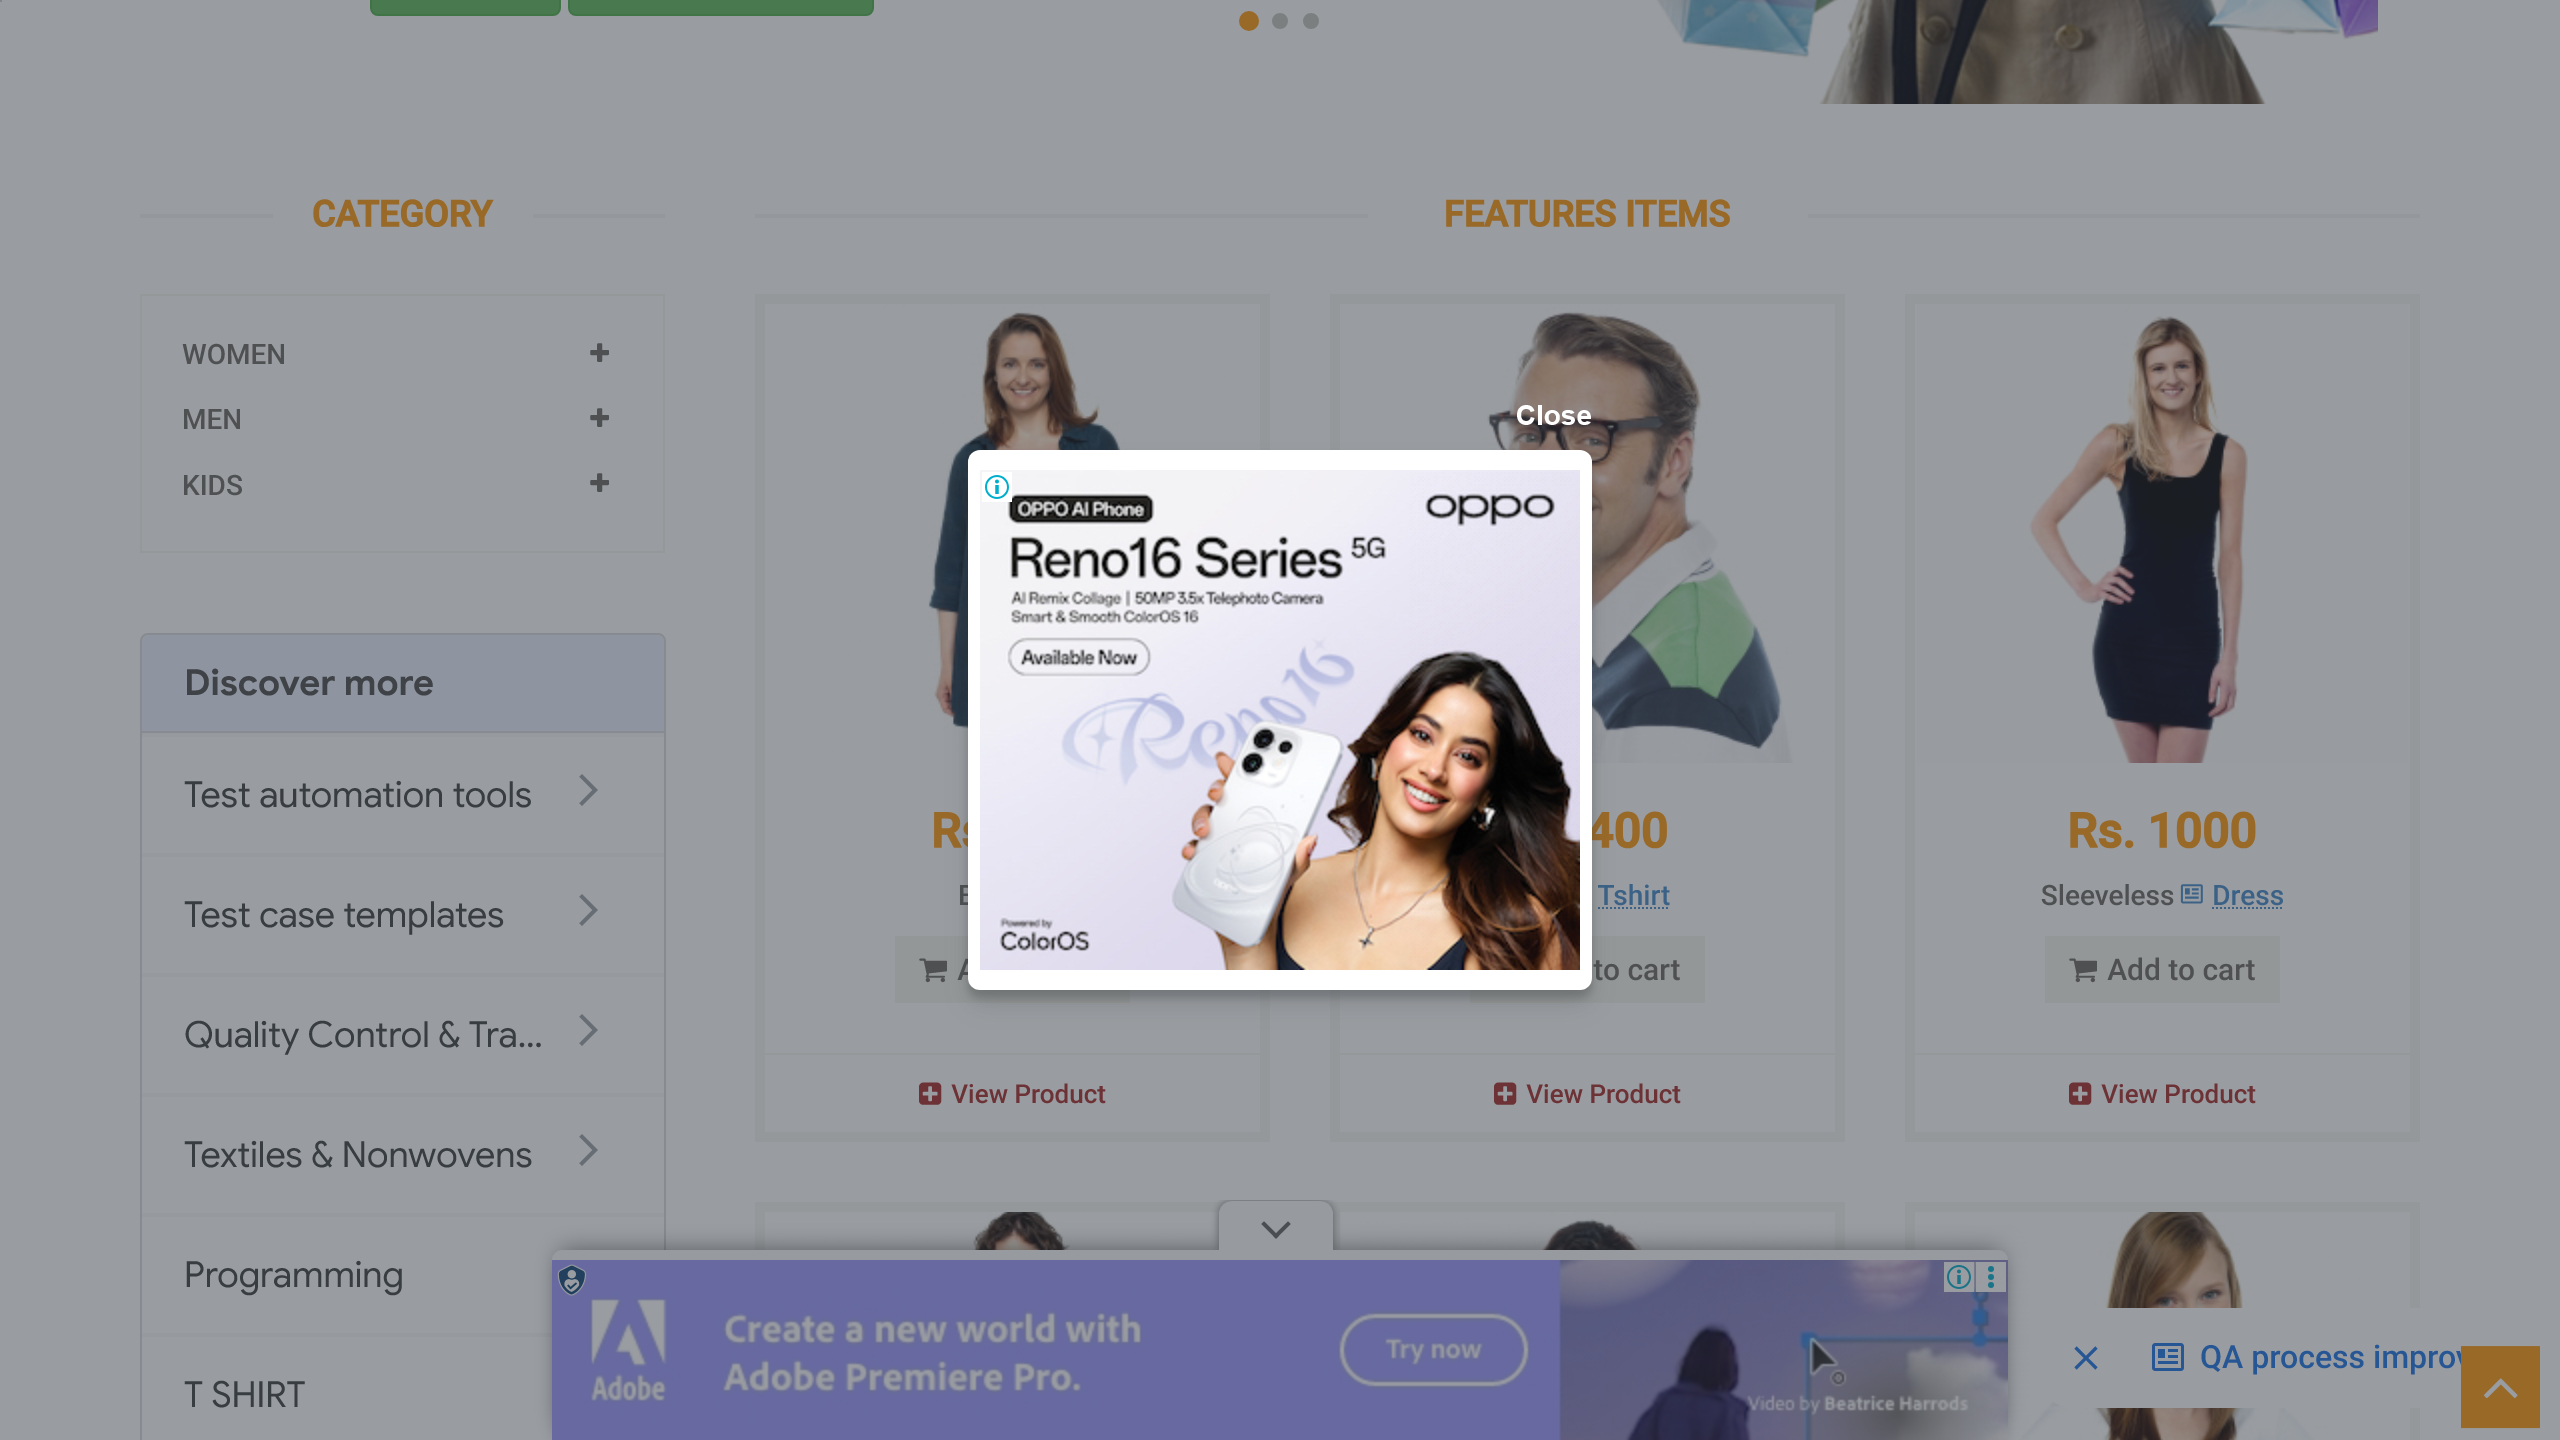 CATEGORY
FEATURES ITEMS
WOMEN
MEN
KIDS
Discover more
Test automation tools
Test case templates
Quality Control & Tra...
Textiles & Nonwovens
Programming
T SHIRT
Close
OPPO AI Phone
oppo
Reno16 Series 5G
AI Remix Collage | 50MP 3.5x Telephoto Camera
Smart & Smooth ColorOS 16
Available Now
Reno16
Powered by
ColorOS
400
Tshirt
to cart
Rs. 1000
Sleeveless Dress
Add to cart
View Product
View Product
View Product
Adobe
Create a new world with
Adobe Premiere Pro.
Try now
Video by Beatrice Harrods
QA process improv